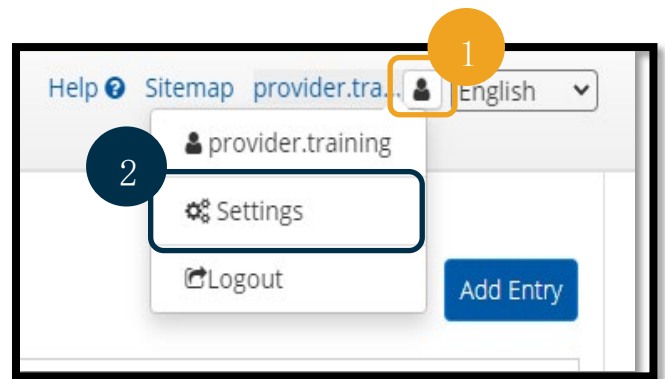 1
Help Sitemap provider.tra... English
provider.training
2
Settings
Logout
Add Entry